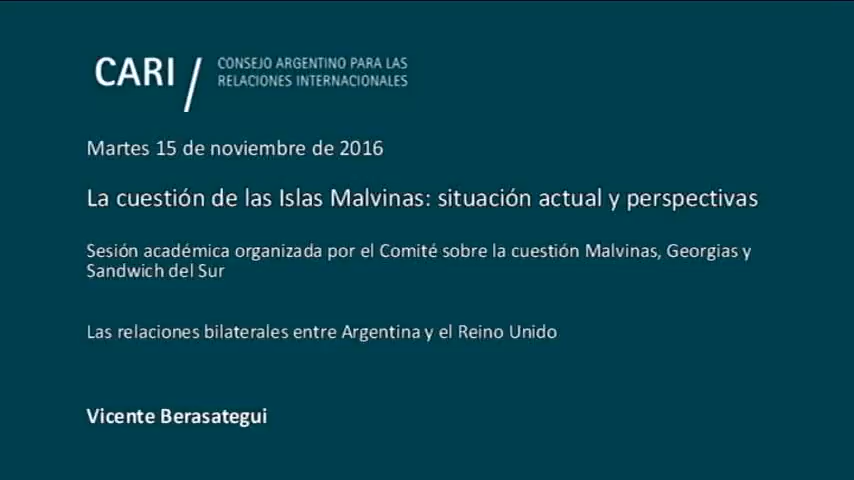 CARI / CONSEJO ARGENTINO PARA LAS
RELACIONES INTERNACIONALES
Martes 15 de noviembre de 2016
La cuestión de las Islas Malvinas: situación actual y perspectivas
Sesión académica organizada por el Comité sobre la cuestión Malvinas, Georgias y
Sandwich del Sur
Las relaciones bilaterales entre Argentina y el Reino Unido
Vicente Berasategui